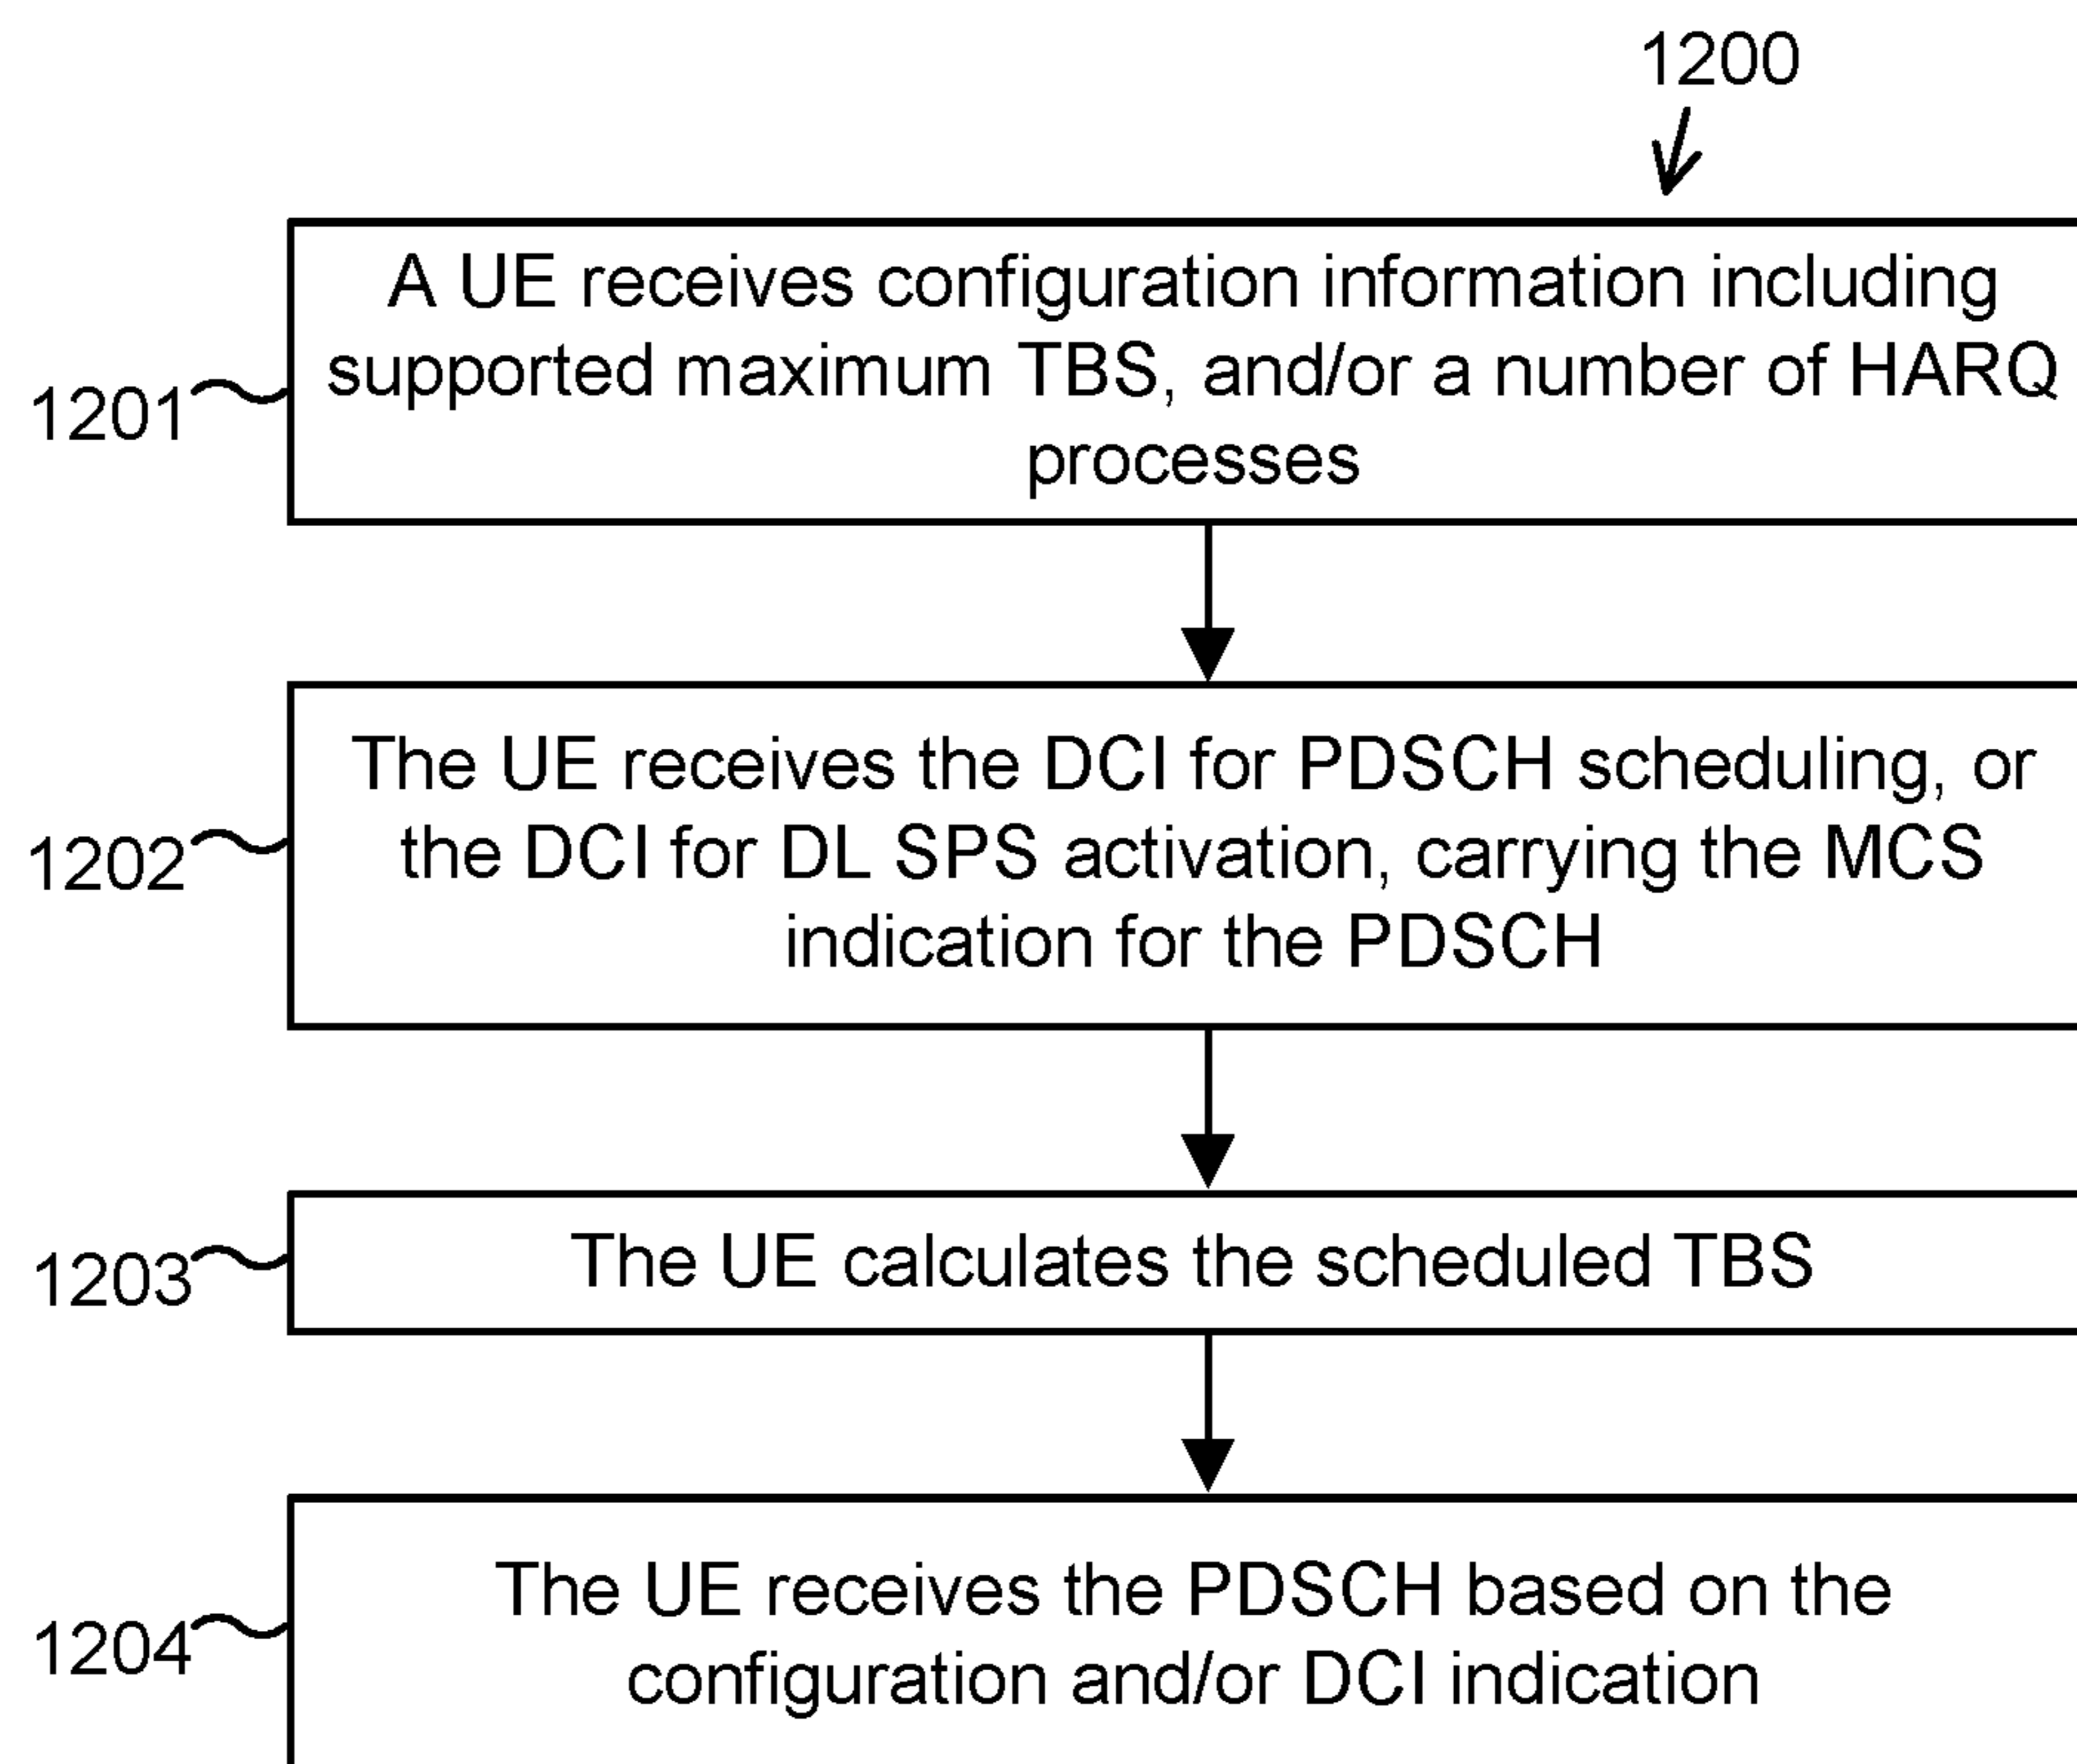 1200
A UE receives configuration information including
supported maximum TBS, and/or a number of HARQ
processes
1201
The UE receives the DCI for PDSCH scheduling, or
the DCI for DL SPS activation, carrying the MCS
indication for the PDSCH
1202
The UE calculates the scheduled TBS
1203
The UE receives the PDSCH based on the
configuration and/or DCI indication
1204